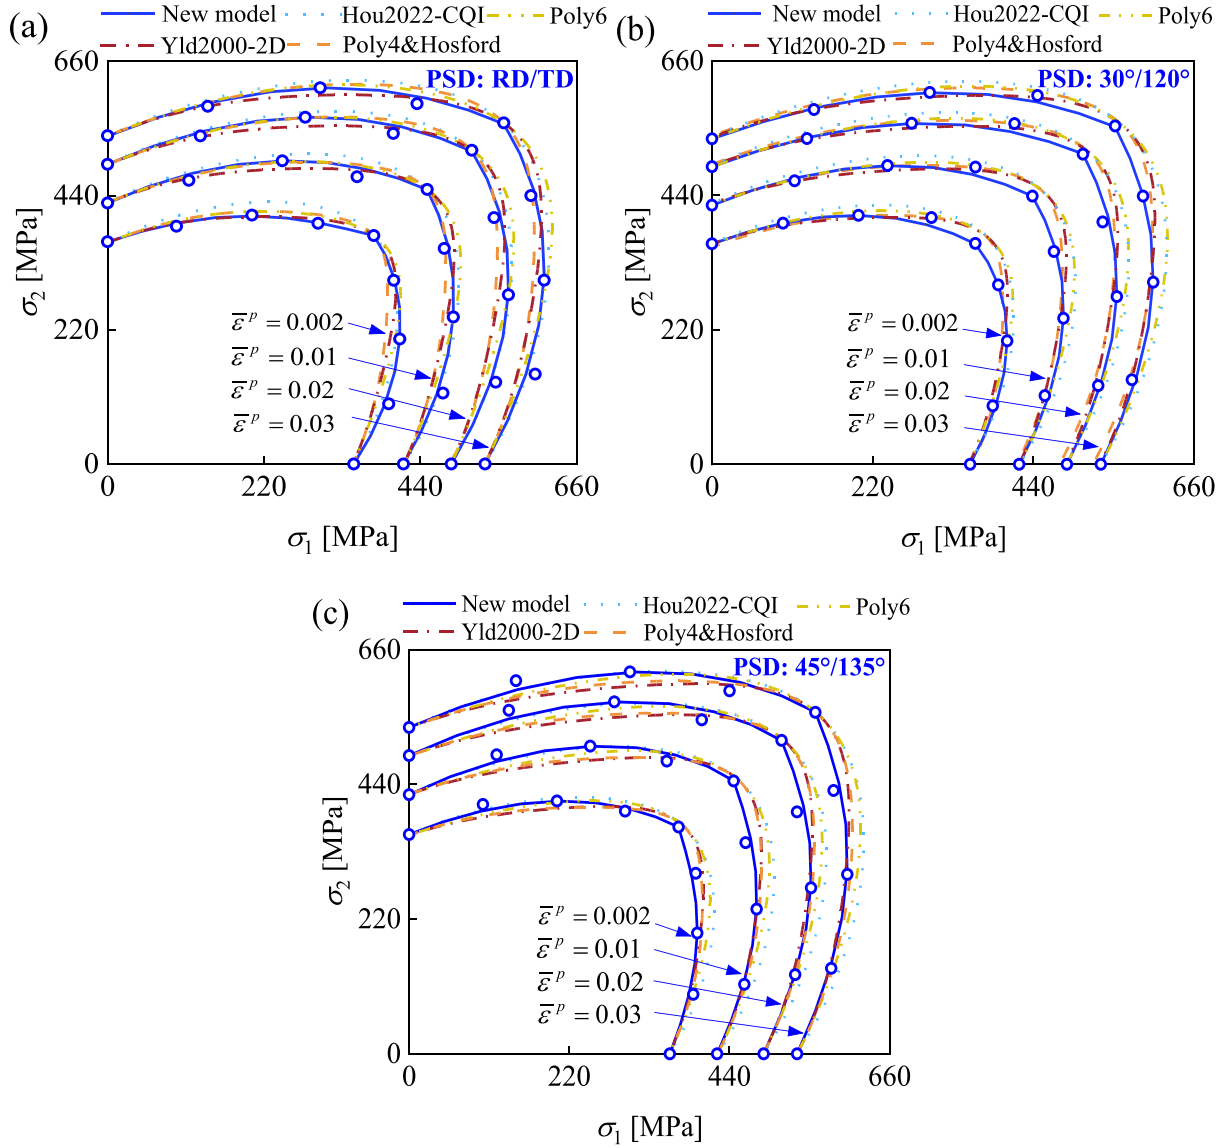 (a)
New model
Hou2022-CQI
Poly6
Yld2000-2D
Poly4&Hosford
PSD: RD/TD
660
440
220
0
σ₂ [MPa]
ε̅ᵖ = 0.002
ε̅ᵖ = 0.01
ε̅ᵖ = 0.02
ε̅ᵖ = 0.03
0 220 440 660
σ₁ [MPa]
(b)
New model
Hou2022-CQI
Poly6
Yld2000-2D
Poly4&Hosford
PSD: 30°/120°
660
440
220
0
σ₂ [MPa]
ε̅ᵖ = 0.002
ε̅ᵖ = 0.01
ε̅ᵖ = 0.02
ε̅ᵖ = 0.03
0 220 440 660
σ₁ [MPa]
(c)
New model
Hou2022-CQI
Poly6
Yld2000-2D
Poly4&Hosford
PSD: 45°/135°
660
440
220
0
σ₂ [MPa]
ε̅ᵖ = 0.002
ε̅ᵖ = 0.01
ε̅ᵖ = 0.02
ε̅ᵖ = 0.03
0 220 440 660
σ₁ [MPa]